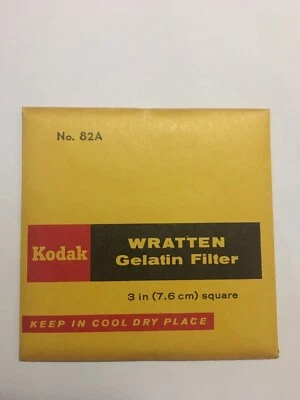 No. 82A
Kodak
WRATTEN
Gelatin Filter
3 in (7.6 cm) square
KEEP IN COOL DRY PLACE